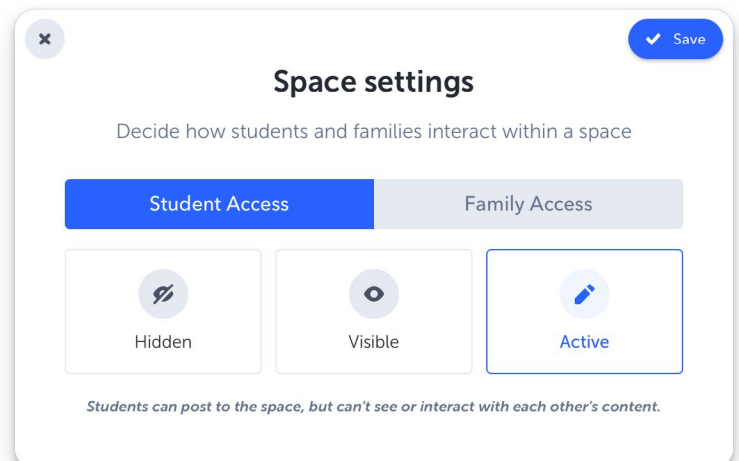 Save
Space settings
Decide how students and families interact within a space
Student Access
Family Access
Hidden
Visible
Active
Students can post to the space, but can't see or interact with each other's content.